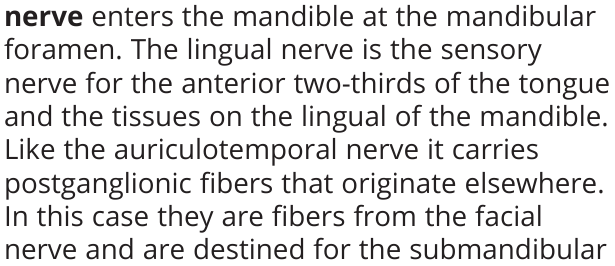 nerve enters the mandible at the mandibular
foramen. The lingual nerve is the sensory
nerve for the anterior two-thirds of the tongue
and the tissues on the lingual of the mandible.
Like the auriculotemporal nerve it carries
postganglionic fibers that originate elsewhere.
In this case they are fibers from the facial
nerve and are destined for the submandibular